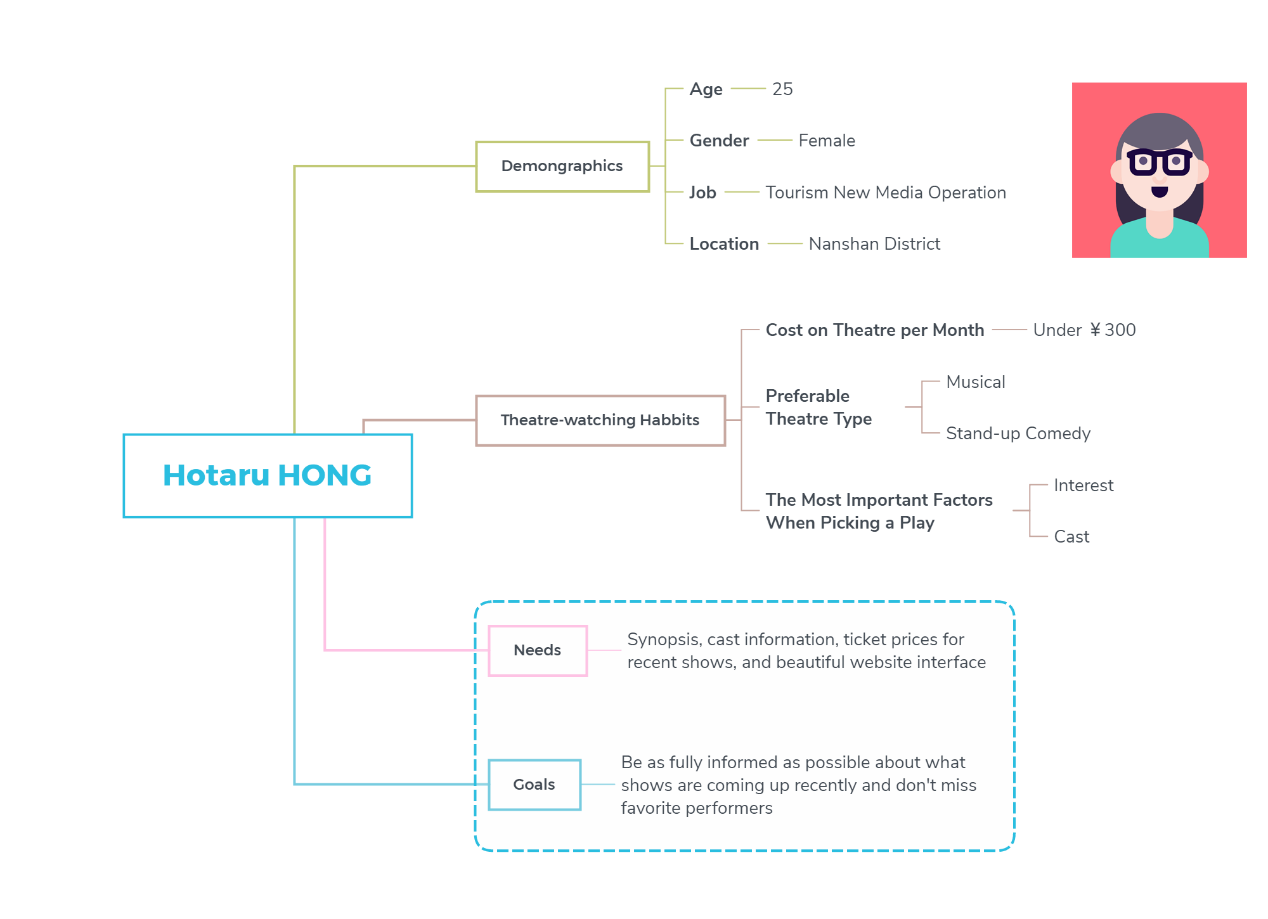 Hotaru HONG
Demongraphics
Age
25
Gender
Female
Job
Tourism New Media Operation
Location
Nanshan District
Theatre-watching Habbits
Cost on Theatre per Month
Under ¥ 300
Preferable
Theatre Type
Musical
Stand-up Comedy
The Most Important Factors
When Picking a Play
Interest
Cast
Needs
Synopsis, cast information, ticket prices for
recent shows, and beautiful website interface
Goals
Be as fully informed as possible about what
shows are coming up recently and don't miss
favorite performers